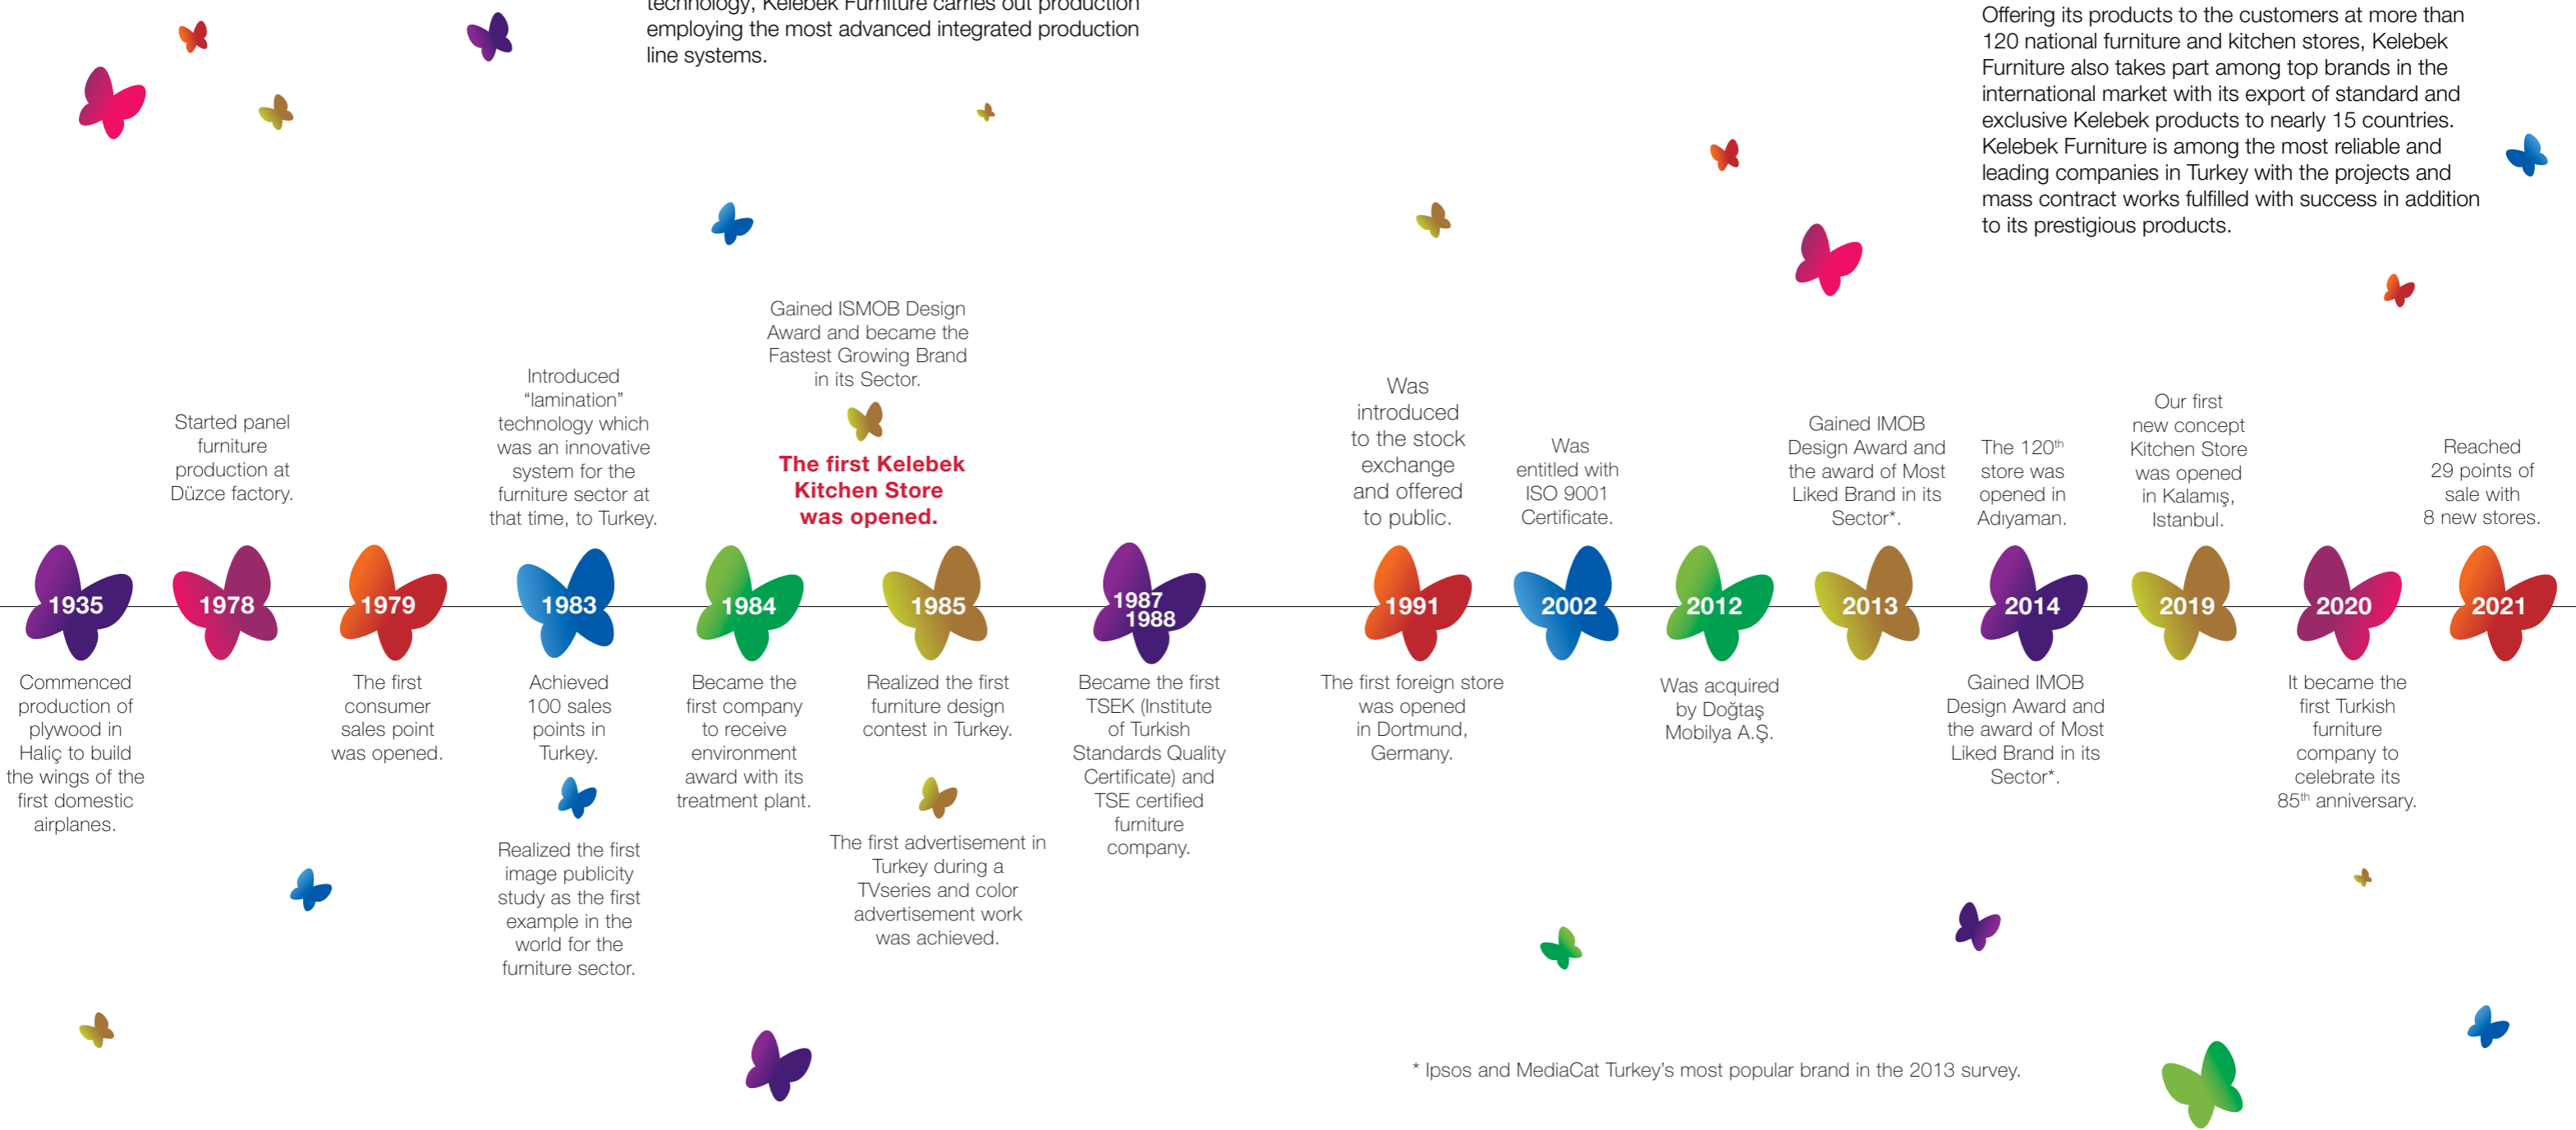 technology, Kelebek Furniture carries out production
employing the most advanced integrated production
line systems.
Offering its products to the customers at more than
120 national furniture and kitchen stores, Kelebek
Furniture also takes part among top brands in the
international market with its export of standard and
exclusive Kelebek products to nearly 15 countries.
Kelebek Furniture is among the most reliable and
leading companies in Turkey with the projects and
mass contract works fulfilled with success in addition
to its prestigious products.
1935
Commenced
production of
plywood in
Haliç to build
the wings of the
first domestic
airplanes.
Started panel
furniture
production at
Düzce factory.
1978
1979
The first
consumer
sales point
was opened.
Introduced
“lamination”
technology which
was an innovative
system for the
furniture sector at
that time, to Turkey.
1983
Achieved
100 sales
points in
Turkey.
Realized the first
image publicity
study as the first
example in the
world for the
furniture sector.
1984
Became the
first company
to receive
environment
award with its
treatment plant.
Gained ISMOB Design
Award and became the
Fastest Growing Brand
in its Sector.
The first Kelebek
Kitchen Store
was opened.
1985
Realized the first
furniture design
contest in Turkey.
The first advertisement in
Turkey during a
TVseries and color
advertisement work
was achieved.
1987
1988
Became the first
TSEK (Institute
of Turkish
Standards Quality
Certificate) and
TSE certified
furniture
company.
Was
introduced
to the stock
exchange
and offered
to public.
1991
The first foreign store
was opened
in Dortmund,
Germany.
Was
entitled with
ISO 9001
Certificate.
2002
2012
Was acquired
by Doğtaş
Mobilya A.Ş.
Gained IMOB
Design Award and
the award of Most
Liked Brand in its
Sector*.
2013
The 120th
store was
opened in
Adıyaman.
2014
Gained IMOB
Design Award and
the award of Most
Liked Brand in its
Sector*.
Our first
new concept
Kitchen Store
was opened
in Kalamış,
Istanbul.
2019
2020
It became the
first Turkish
furniture
company to
celebrate its
85th anniversary.
Reached
29 points of
sale with
8 new stores.
2021
* Ipsos and MediaCat Turkey’s most popular brand in the 2013 survey.